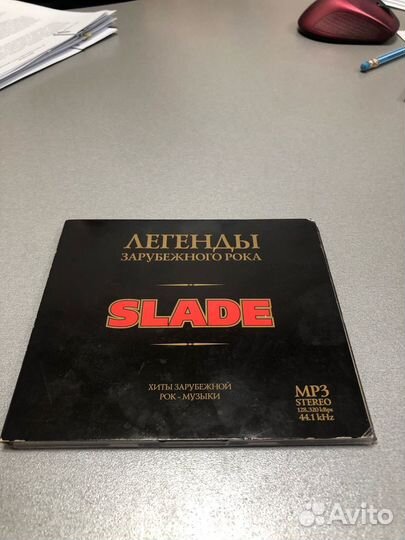 ЛЕГЕНДЫ
ЗАРУБЕЖНОГО РОКА
SLADE
ХИТЫ ЗАРУБЕЖНОЙ
РОК - МУЗЫКИ
MP3
STEREO
128..320 kBps
44.1 kHz
Avito